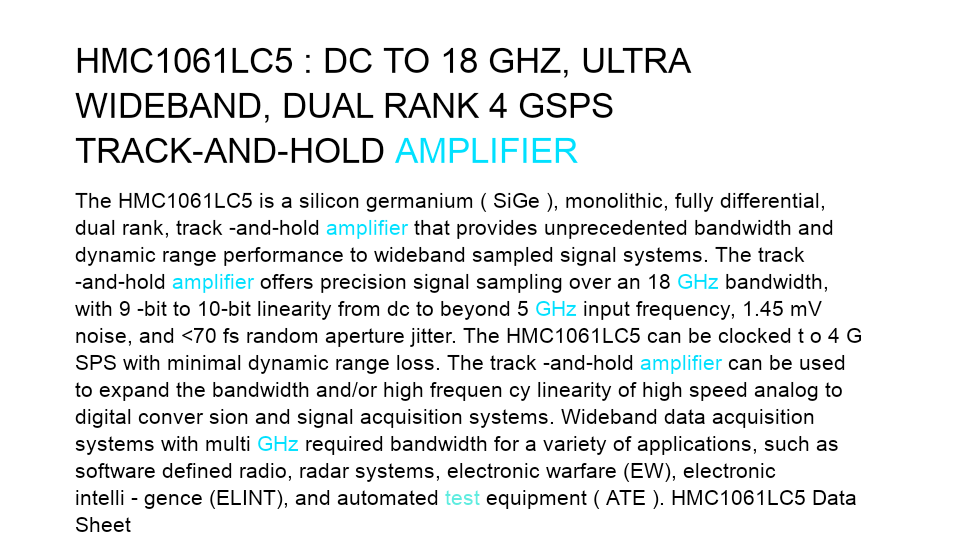 HMC1061LC5 : DC TO 18 GHZ, ULTRA
WIDEBAND, DUAL RANK 4 GSPS
TRACK-AND-HOLD AMPLIFIER
The HMC1061LC5 is a silicon germanium ( SiGe ), monolithic, fully differential,
dual rank, track -and-hold amplifier that provides unprecedented bandwidth and
dynamic range performance to wideband sampled signal systems. The track
-and-hold amplifier offers precision signal sampling over an 18 GHz bandwidth,
with 9 -bit to 10-bit linearity from dc to beyond 5 GHz input frequency, 1.45 mV
noise, and <70 fs random aperture jitter. The HMC1061LC5 can be clocked t o 4 G
SPS with minimal dynamic range loss. The track -and-hold amplifier can be used
to expand the bandwidth and/or high frequen cy linearity of high speed analog to
digital conver sion and signal acquisition systems. Wideband data acquisition
systems with multi GHz required bandwidth for a variety of applications, such as
software defined radio, radar systems, electronic warfare (EW), electronic
intelli - gence (ELINT), and automated test equipment ( ATE ). HMC1061LC5 Data
Sheet